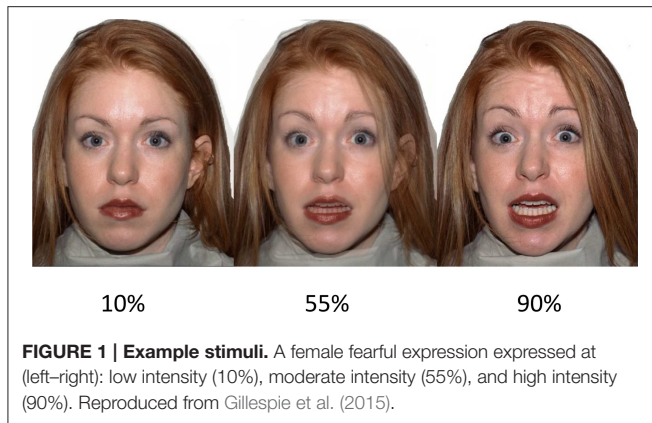 10%
55%
90%
FIGURE 1 | Example stimuli. A female fearful expression expressed at
(left–right): low intensity (10%), moderate intensity (55%), and high intensity
(90%). Reproduced from Gillespie et al. (2015).